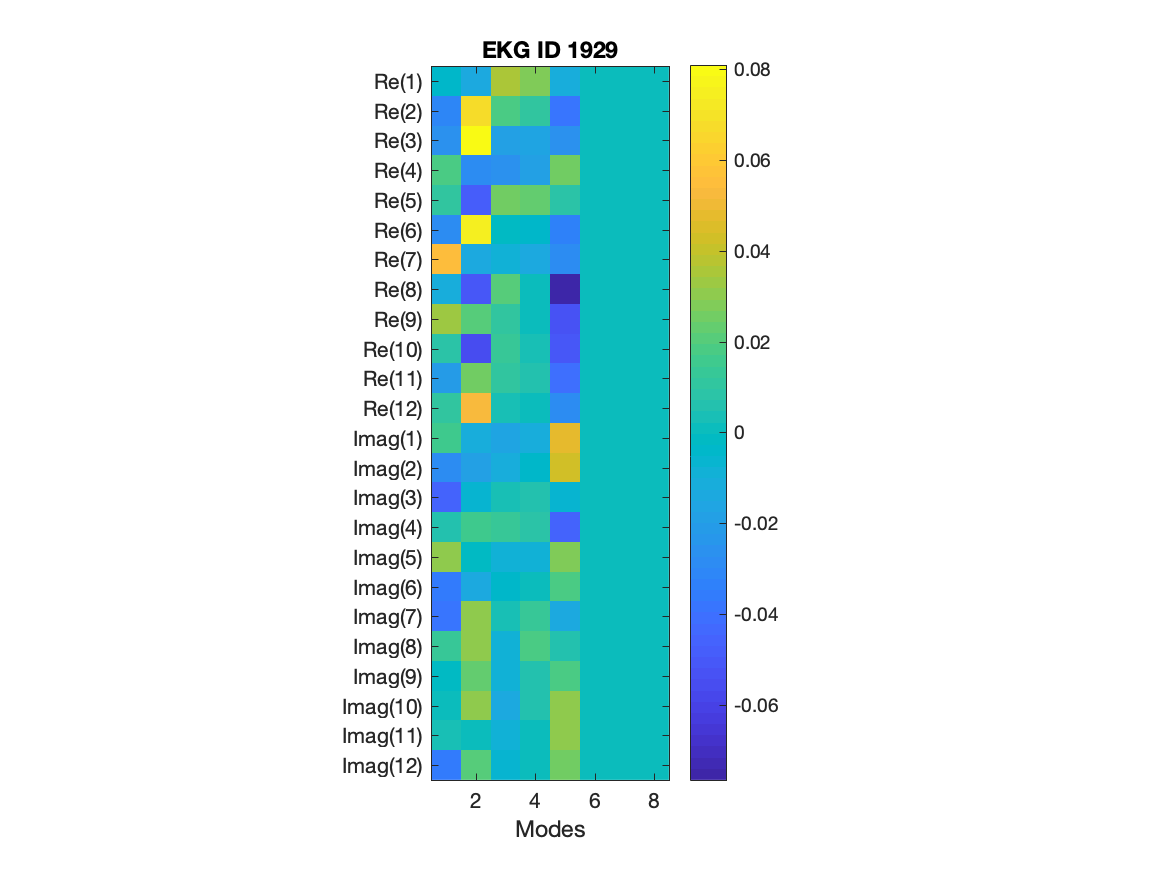 EKG ID 1929
Re(1)
Re(2)
Re(3)
Re(4)
Re(5)
Re(6)
Re(7)
Re(8)
Re(9)
Re(10)
Re(11)
Re(12)
Imag(1)
Imag(2)
Imag(3)
Imag(4)
Imag(5)
Imag(6)
Imag(7)
Imag(8)
Imag(9)
Imag(10)
Imag(11)
Imag(12)
2 4 6 8
Modes
0.08
0.06
0.04
0.02
0
-0.02
-0.04
-0.06